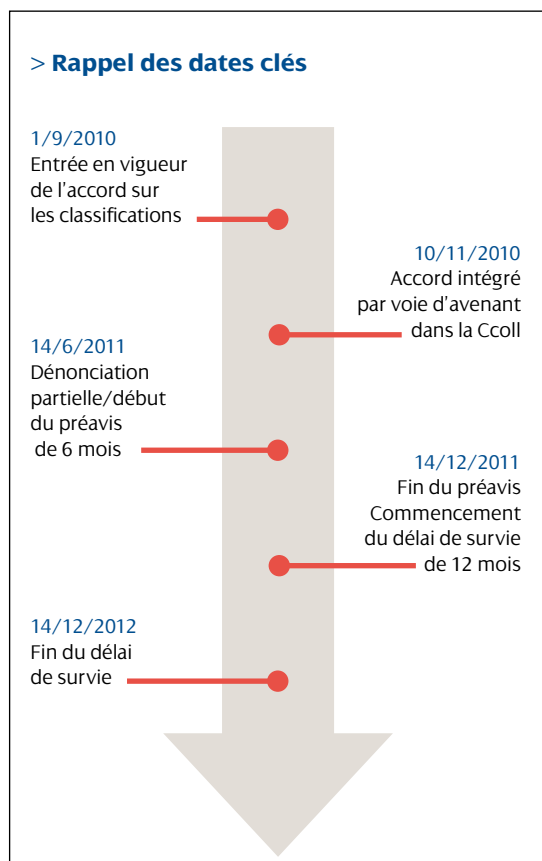 > Rappel des dates clés
1/9/2010
Entrée en vigueur
de l'accord sur
les classifications
10/11/2010
Accord intégré
par voie d'avenant
dans la Ccoll
14/6/2011
Dénonciation
partielle/début
du préavis
de 6 mois
14/12/2011
Fin du préavis
Commencement
du délai de survie
de 12 mois
14/12/2012
Fin du délai
de survie